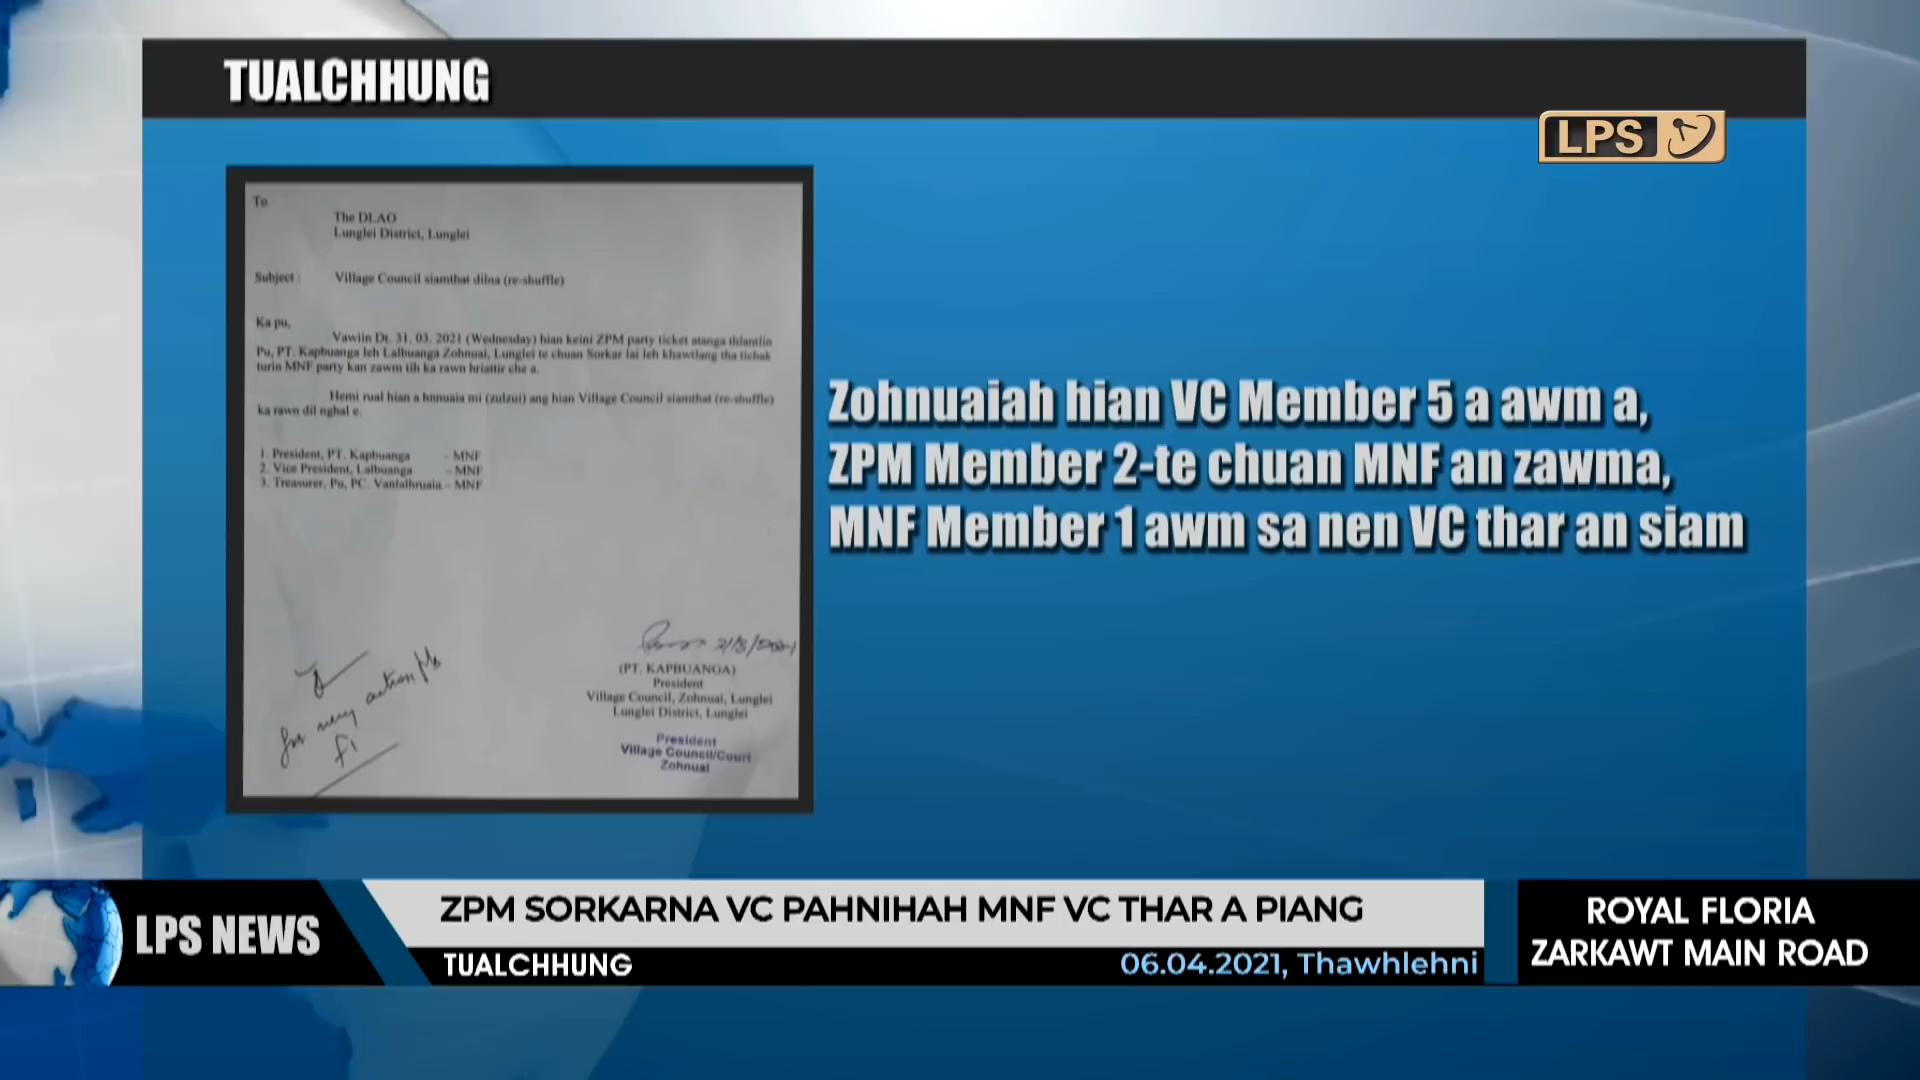 TUALCHHUNG
LPS
To
The DLAO
Lunglei District, Lunglei
Subject : Village Council siamthat dilna (re-shuffle)
Ka pu,
Vawiin Dt. 31. 03. 2021 (Wednesday) hian keini ZPM party ticket atanga thlantlin
Pu, PT. Kapbuanga leh Lalbuanga Zohnuai, Lunglei te chuan Sorkar lai leh khawtlang tha tichak
turin MNF party kan zawm tih ka rawn hriattir che a.
Hemi rual hian a hnuaia mi (zulzui) ang hian Village Council siamthat (re-shuffle)
ka rawn dil nghal e.
1. President, PT. Kapbuanga - MNF
2. Vice President, Lalbuanga - MNF
3. Treasurer, Pu, PC. Vanlalhruaia - MNF
(PT. KAPBUANGA)
President
Village Council, Zohnuai, Lunglei
Lunglei District, Lunglei
President
Village Council/Court
Zohnuai
Zohnuaiah hian VC Member 5 a awm a,
ZPM Member 2-te chuan MNF an zawma,
MNF Member 1 awm sa nen VC thar an siam
LPS NEWS
ZPM SORKARNA VC PAHNIHAH MNF VC THAR A PIANG
TUALCHHUNG
06.04.2021, Thawhlehni
ROYAL FLORIA
ZARKAWT MAIN ROAD